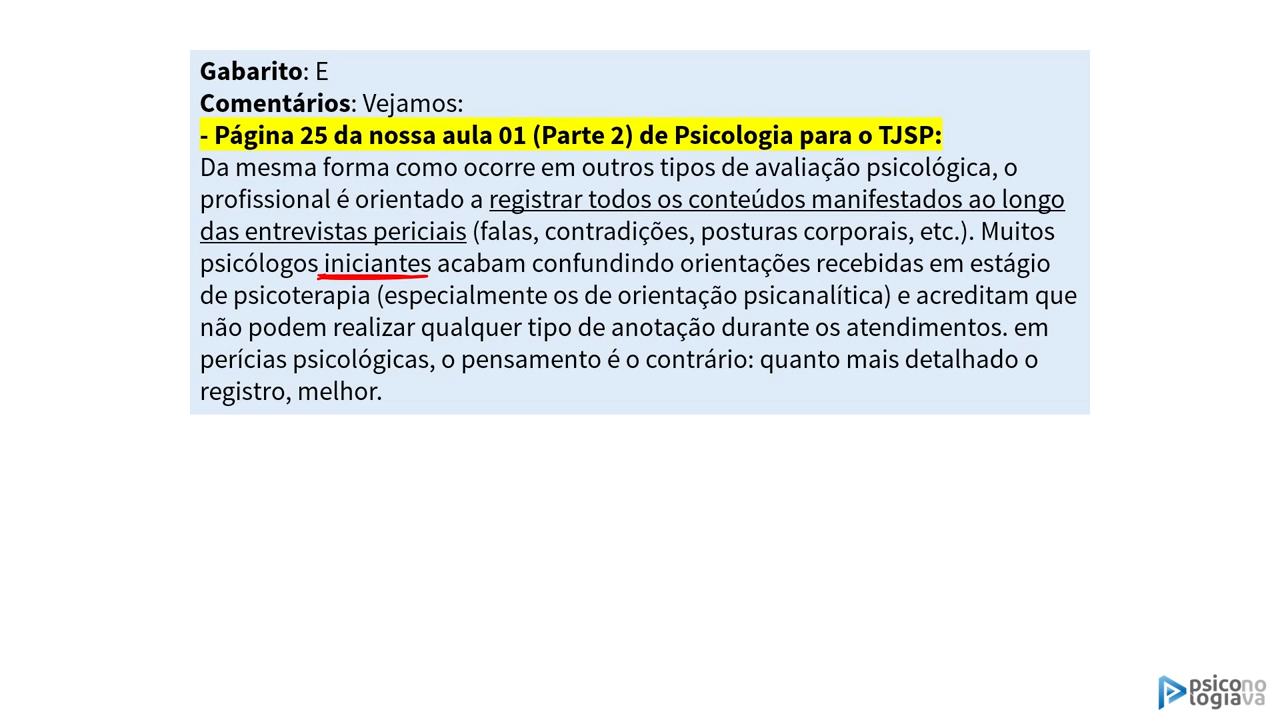 Gabarito: E
Comentários: Vejamos:
- Página 25 da nossa aula 01 (Parte 2) de Psicologia para o TJSP:
Da mesma forma como ocorre em outros tipos de avaliação psicológica, o
profissional é orientado a registrar todos os conteúdos manifestados ao longo
das entrevistas periciais (falas, contradições, posturas corporais, etc.). Muitos
psicólogos iniciantes acabam confundindo orientações recebidas em estágio
de psicoterapia (especialmente os de orientação psicanalítica) e acreditam que
não podem realizar qualquer tipo de anotação durante os atendimentos. em
perícias psicológicas, o pensamento é o contrário: quanto mais detalhado o
registro, melhor.
psicono
logiava